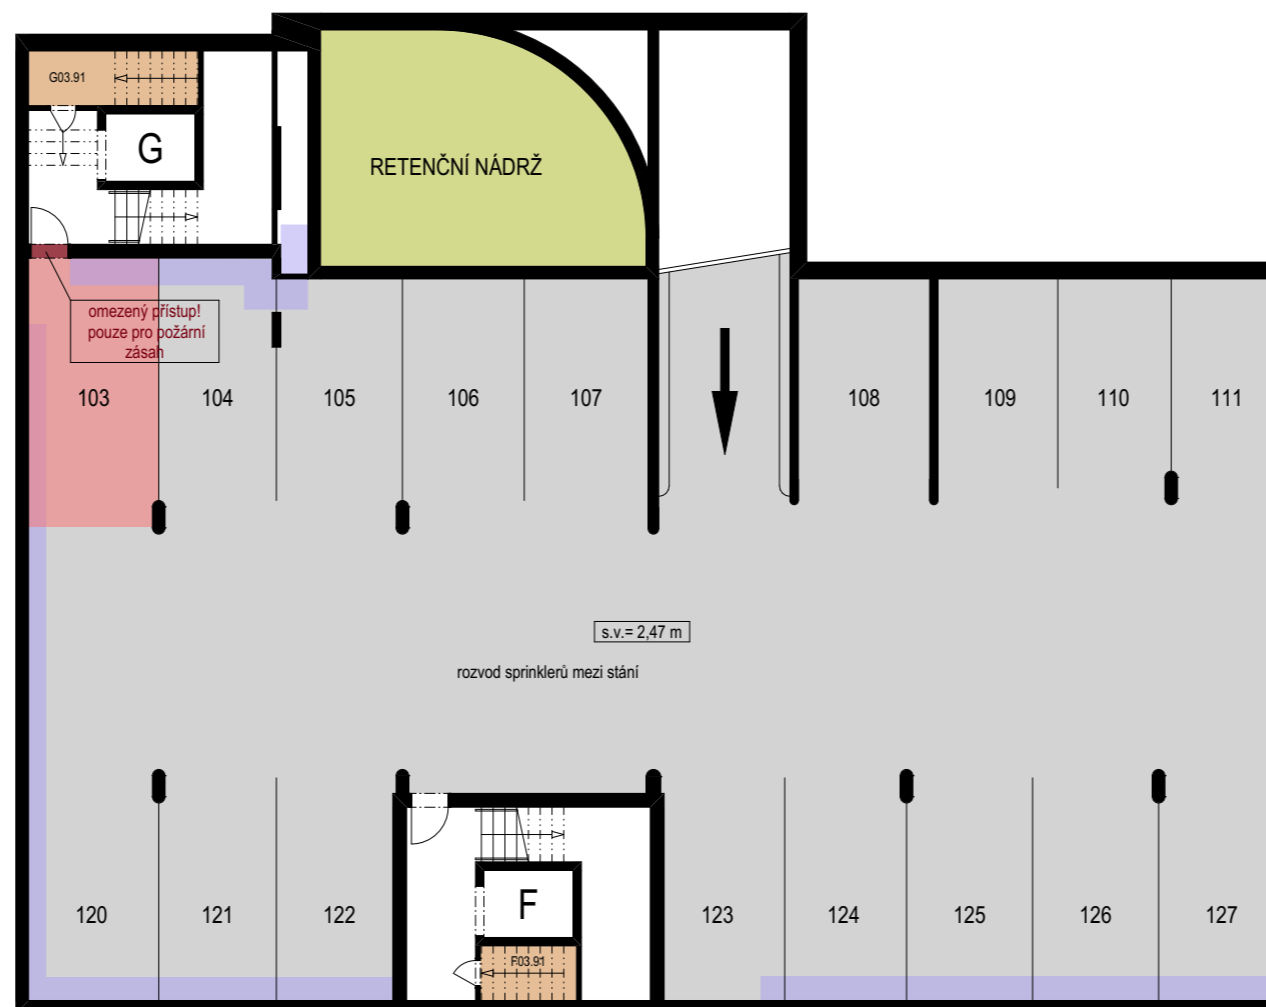 G03.91
G
RETENČNÍ NÁDRŽ
omezený přístup!
pouze pro požární
zásah
103
104
105
106
107
108
109
110
111
s.v.= 2,47 m
rozvod sprinklerů mezi stání
120
121
122
F
F03.91
123
124
125
126
127